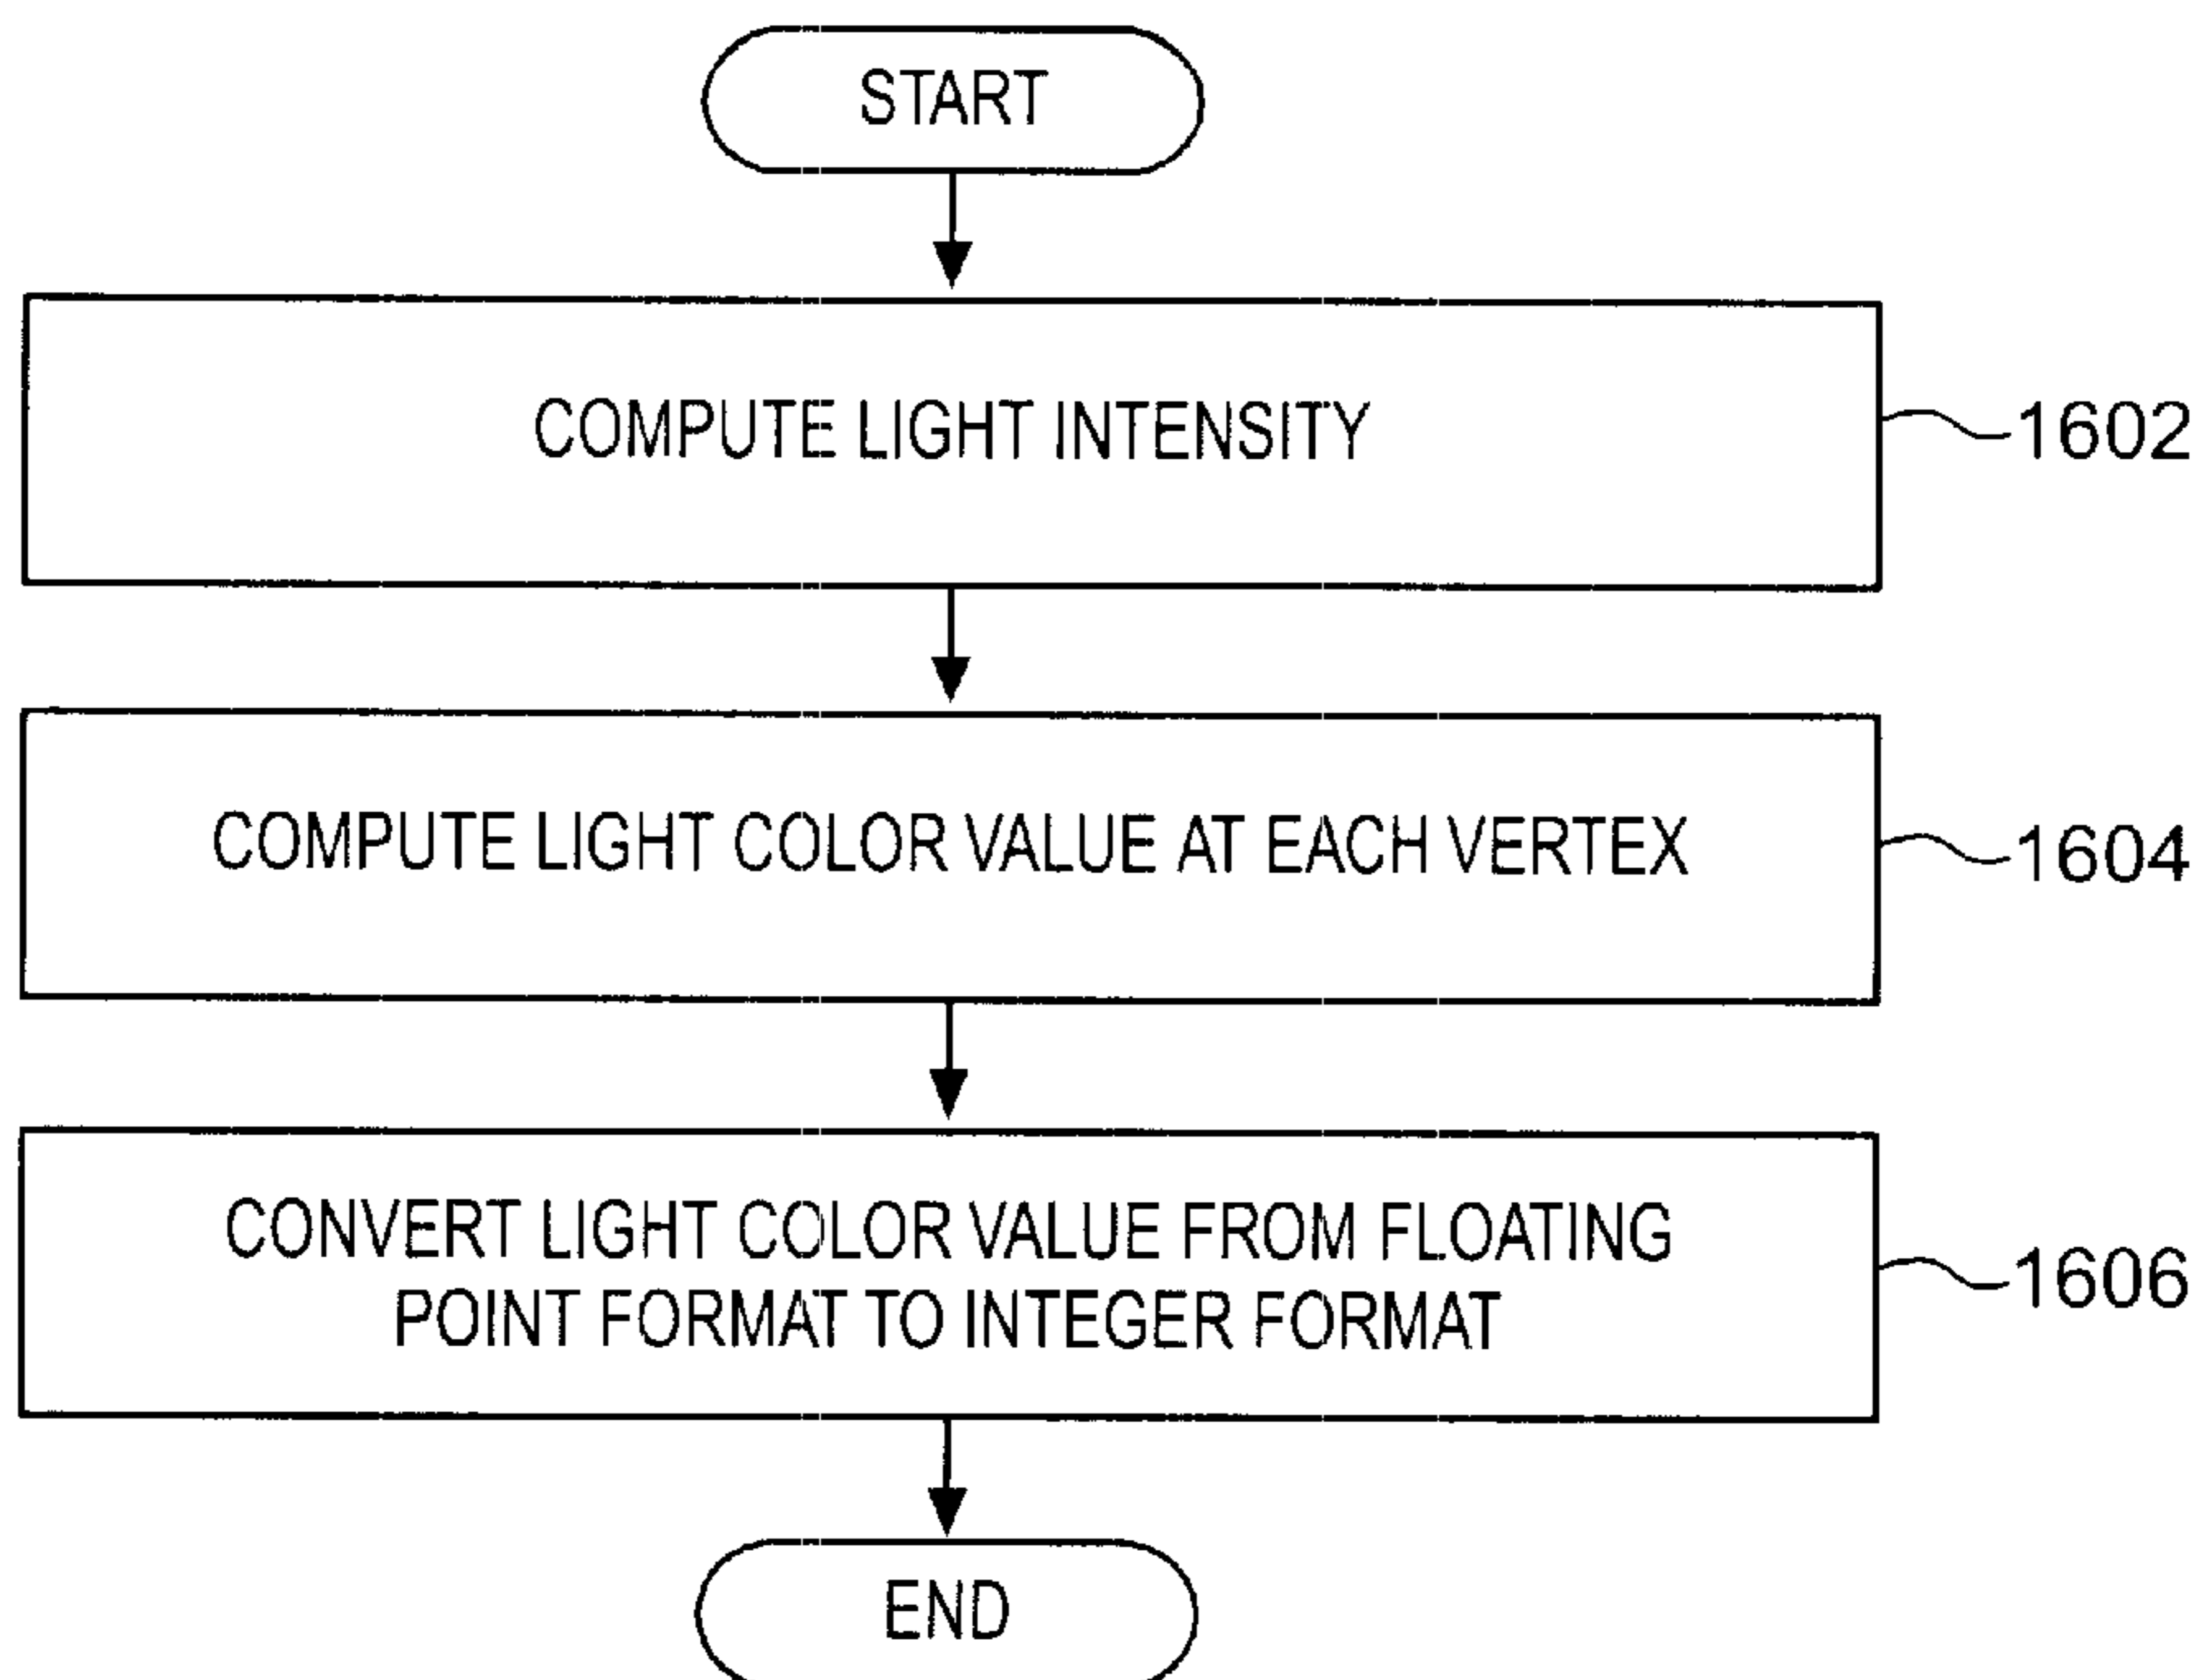 START
COMPUTE LIGHT INTENSITY
1602
COMPUTE LIGHT COLOR VALUE AT EACH VERTEX
1604
CONVERT LIGHT COLOR VALUE FROM FLOATING
POINT FORMAT TO INTEGER FORMAT
1606
END